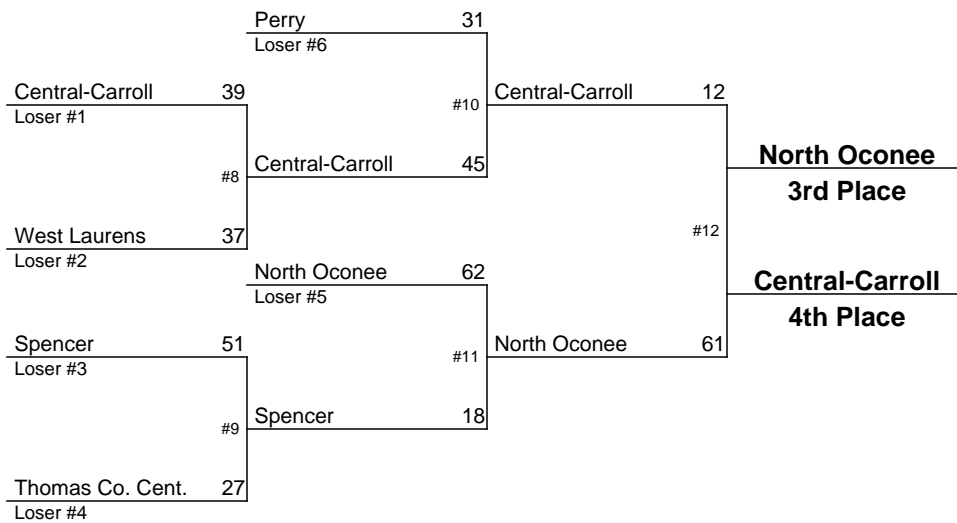 Perry 31
Loser #6
Central-Carroll 39
Loser #1
#10
Central-Carroll 12
#8
Central-Carroll 45
North Oconee
3rd Place
West Laurens 37
Loser #2
#12
North Oconee 62
Loser #5
Central-Carroll
4th Place
Spencer 51
Loser #3
#11
North Oconee 61
#9
Spencer 18
Thomas Co. Cent. 27
Loser #4